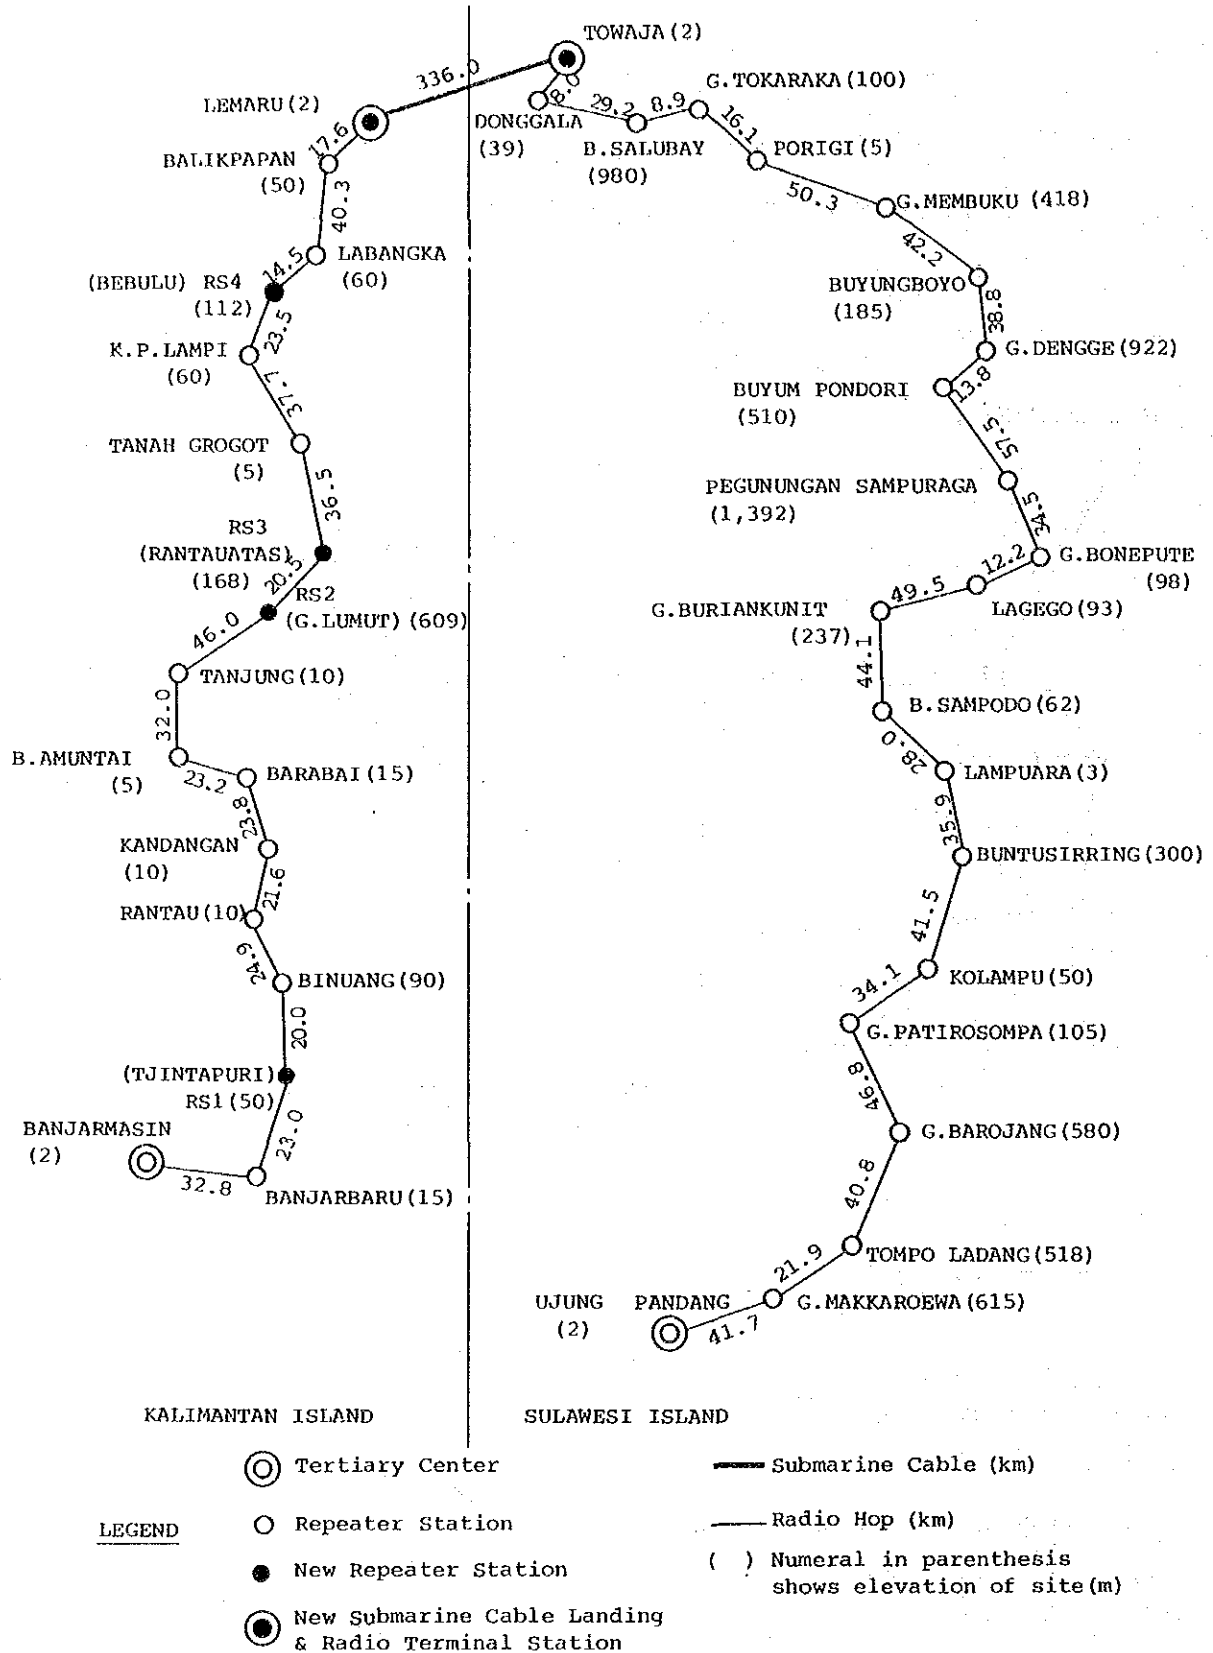 TOWAJA(2)
336.0
LEMARU(2)
8.0
G.TOKARAKA(100)
29.2
8.9
16.1
DONGGALA
(39)
B.SALUBAY
(980)
PORIGI(5)
17.6
BALIKPAPAN
(50)
50.3
G.MEMBUKU(418)
40.3
42.2
LABANGKA
(60)
14.5
(BEBULU) RS4
(112)
BUYUNGBOYO
(185)
38.8
23.5
K.P.LAMPI
(60)
G.DENGGE(922)
13.8
BUYUM PONDORI
(510)
37.7
57.5
TANAH GROGOT
(5)
PEGUNUNGAN SAMPURAGA
(1,392)
36.5
34.5
RS3
(RANTAUATAS)
(168)
G.BONEPUTE
(98)
12.2
20.5
RS2
(G.LUMUT)(609)
49.5
LAGEGO(93)
G.BURIANKUNIT
(237)
46.0
44.1
TANJUNG(10)
B.SAMPODO(62)
32.0
28.0
B.AMUNTAI
(5)
23.2
BARABAI(15)
LAMPUARA(3)
23.8
35.9
KANDANGAN
(10)
BUNTUSIRRING(300)
21.6
RANTAU(10)
41.5
24.9
BINUANG(90)
34.1
KOLAMPU(50)
20.0
G.PATIROSOMPA(105)
(TJINTAPURI)
RS1(50)
46.8
BANJARMASIN
(2)
23.0
G.BAROJANG(580)
32.8
BANJARBARU(15)
40.8
TOMPO LADANG(518)
21.9
UJUNG PANDANG
(2)
G.MAKKAROEWA(615)
41.7
KALIMANTAN ISLAND
SULAWESI ISLAND
LEGEND
Tertiary Center
Repeater Station
New Repeater Station
New Submarine Cable Landing
& Radio Terminal Station
Submarine Cable (km)
Radio Hop (km)
( ) Numeral in parenthesis
shows elevation of site(m)